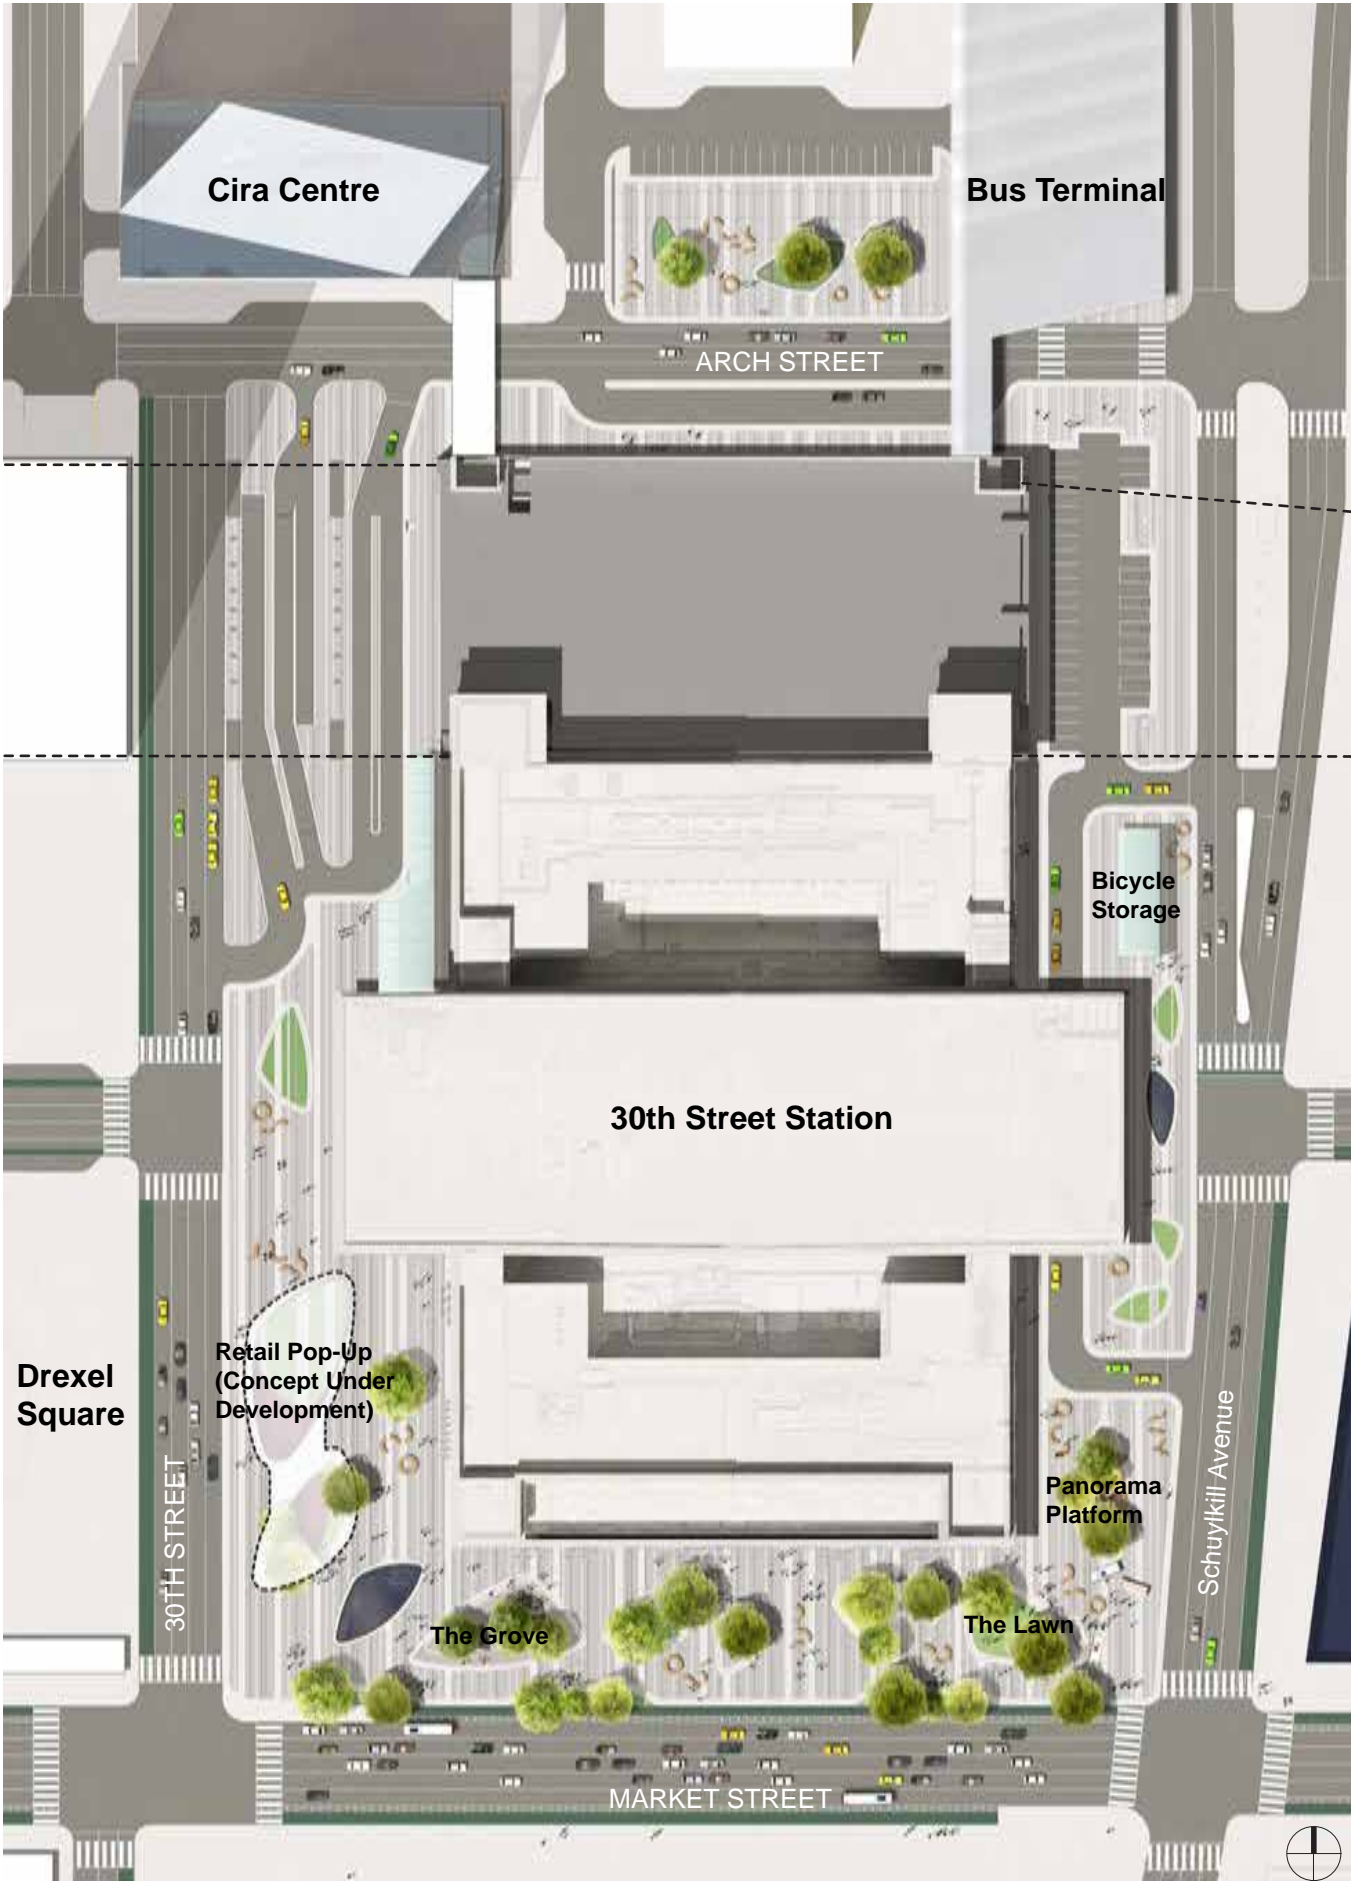 Cira Centre
Bus Terminal
ARCH STREET
Bicycle
Storage
30th Street Station
Retail Pop-Up
(Concept Under
Development)
Drexel
Square
30TH STREET
Panorama
Platform
Schuylkill Avenue
The Grove
The Lawn
MARKET STREET